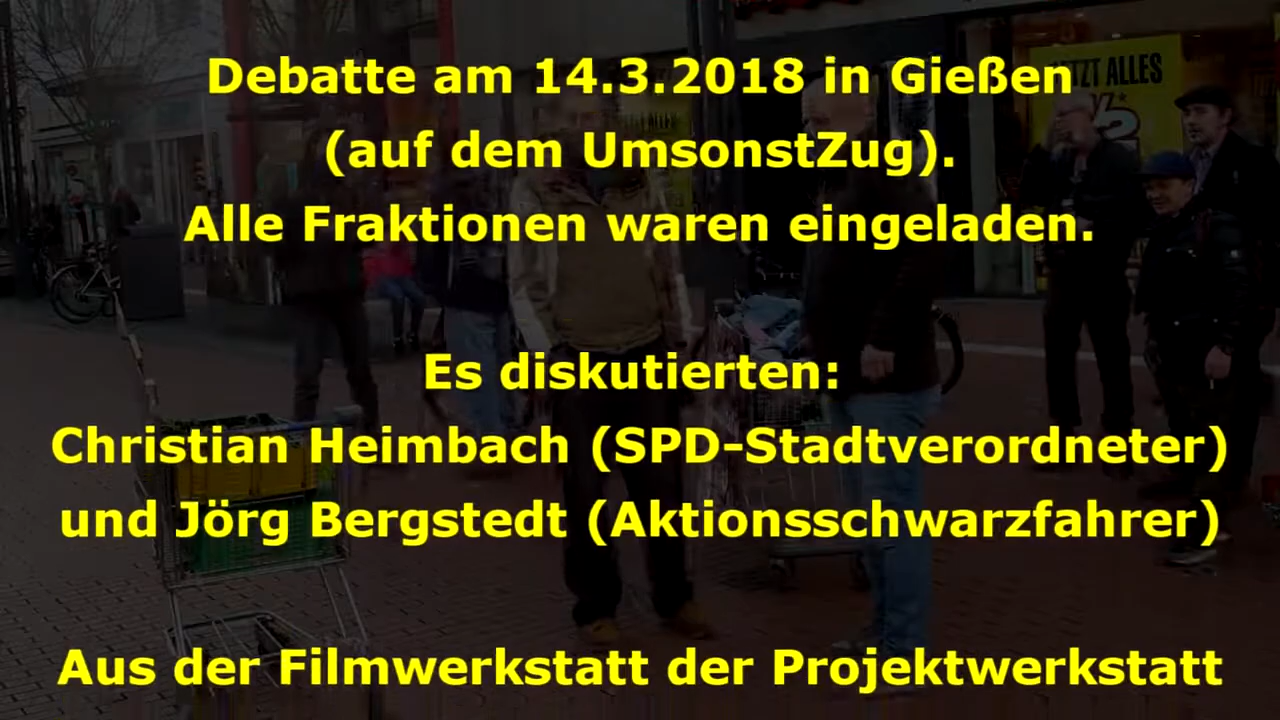 Debatte am 14.3.2018 in Gießen
(auf dem UmsonstZug).
Alle Fraktionen waren eingeladen.
Es diskutierten:
Christian Heimbach (SPD-Stadtverordneter)
und Jörg Bergstedt (Aktionsschwarzfahrer)
Aus der Filmwerkstatt der Projektwerkstatt
ALLES